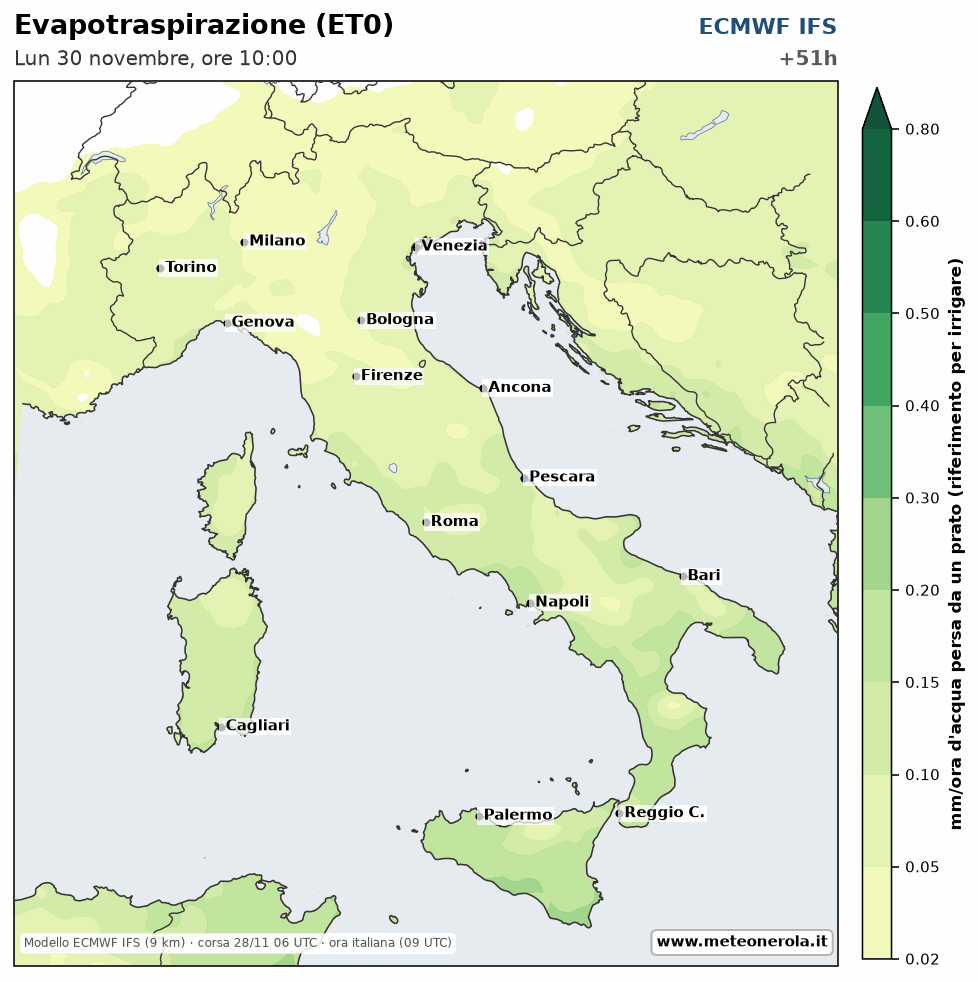 Evapotraspirazione (ET0)
ECMWF IFS
Lun 30 novembre, ore 10:00
+51h
Milano
Venezia
Torino
Genova
Bologna
Firenze
Ancona
Pescara
Roma
Bari
Napoli
Cagliari
Palermo
Reggio C.
0.80
0.60
0.50
0.40
0.30
0.20
0.15
0.10
0.05
0.02
mm/ora d'acqua persa da un prato (riferimento per irrigare)
Modello ECMWF IFS (9 km) · corsa 28/11 06 UTC · ora italiana (09 UTC)
www.meteonerola.it